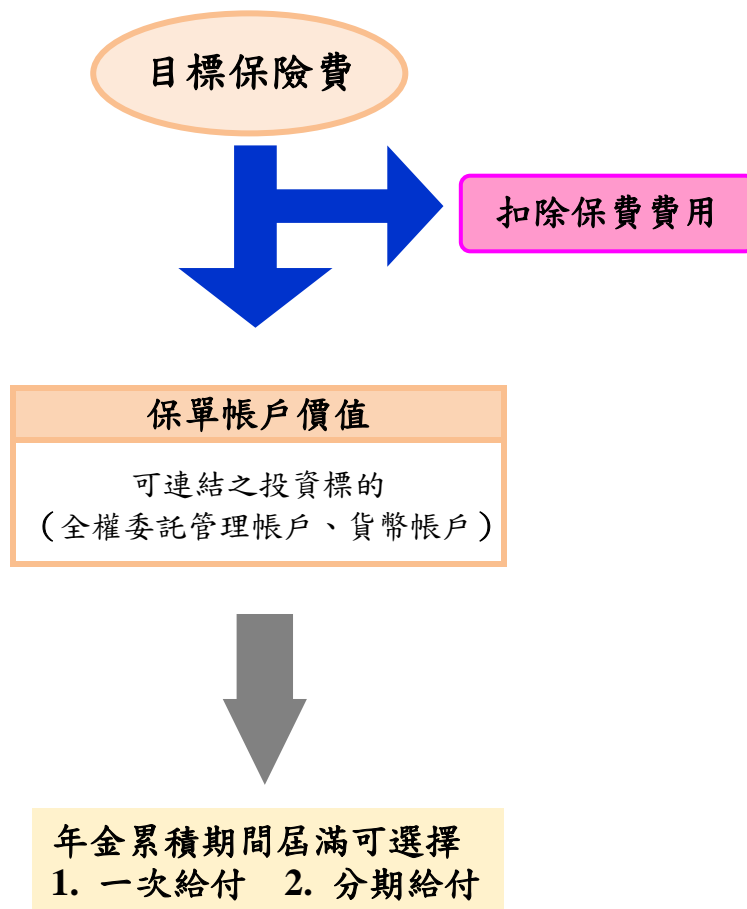 目標保險費
扣除保費費用
保單帳戶價值
可連結之投資標的
（全權委託管理帳戶、貨幣帳戶）
年金累積期間屆滿可選擇
1. 一次給付 2. 分期給付